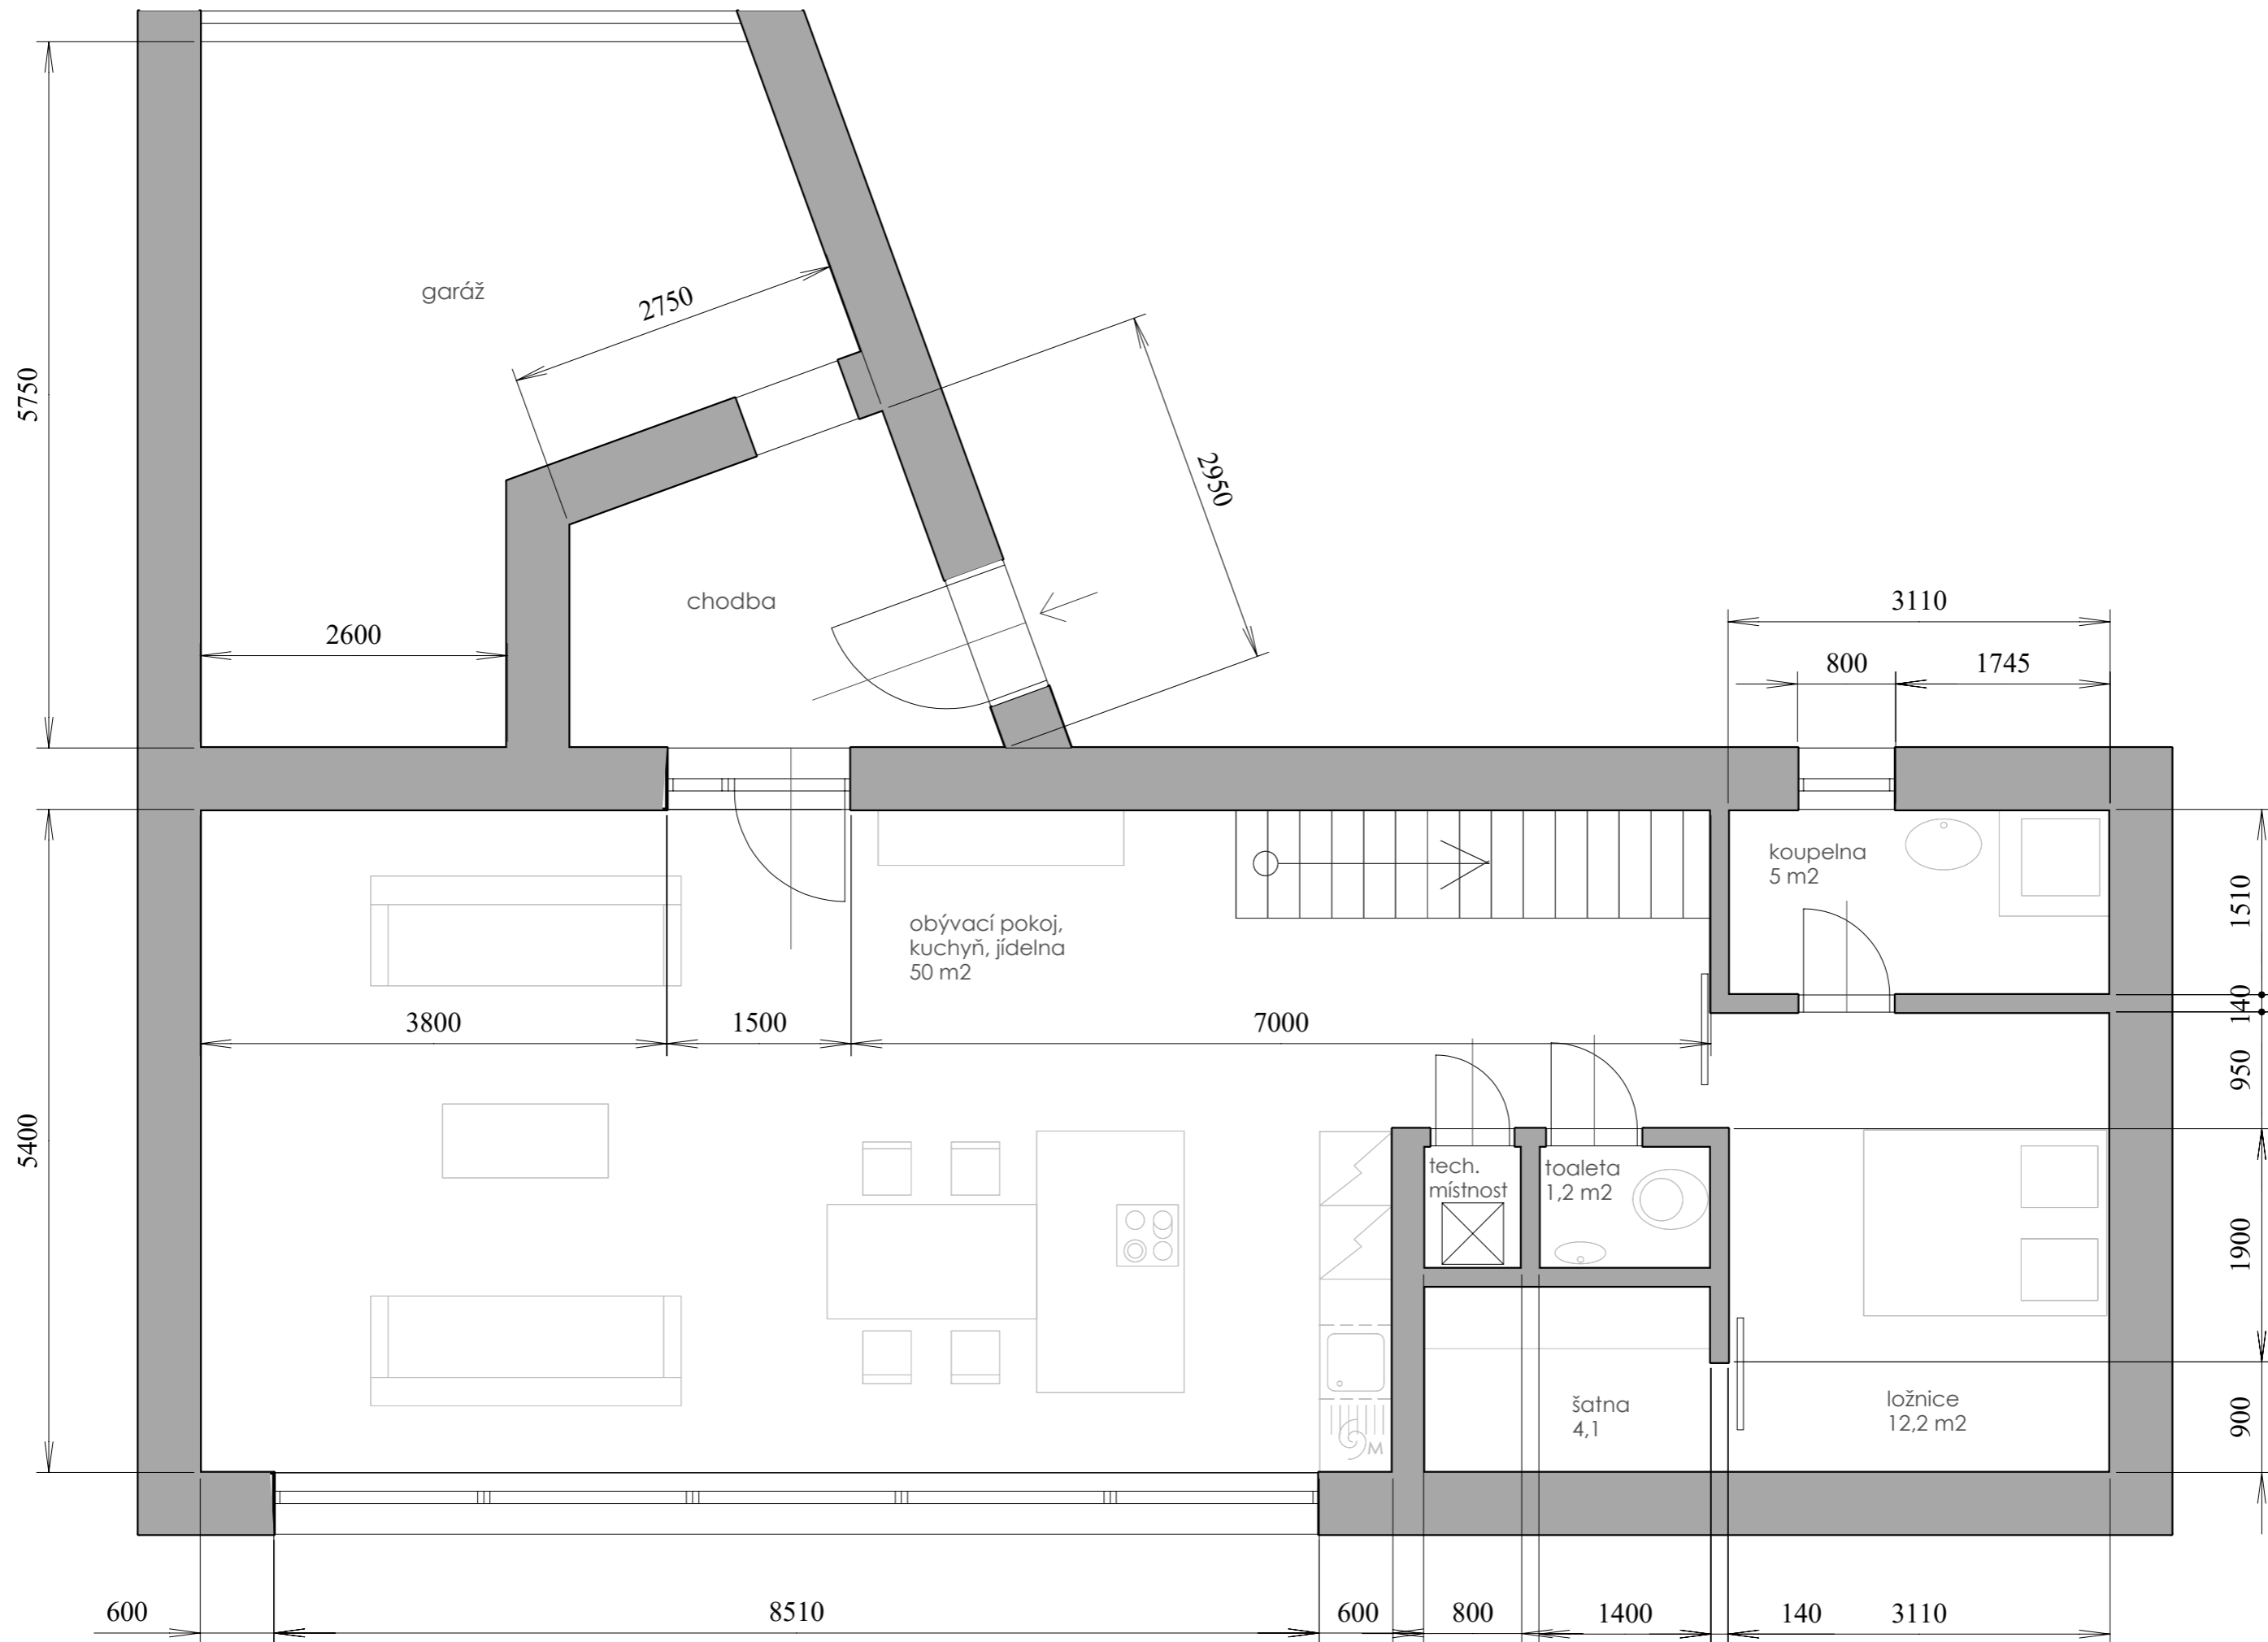 garáž
2750
5750
2950
chodba
2600
3110
800
1745
koupelna
5 m2
1510
obývací pokoj,
kuchyň, jídelna
50 m2
140
3800
1500
7000
950
5400
tech.
místnost
toaleta
1,2 m2
1900
šatna
4,1
ložnice
12,2 m2
900
M
600
8510
600
800
1400
140
3110